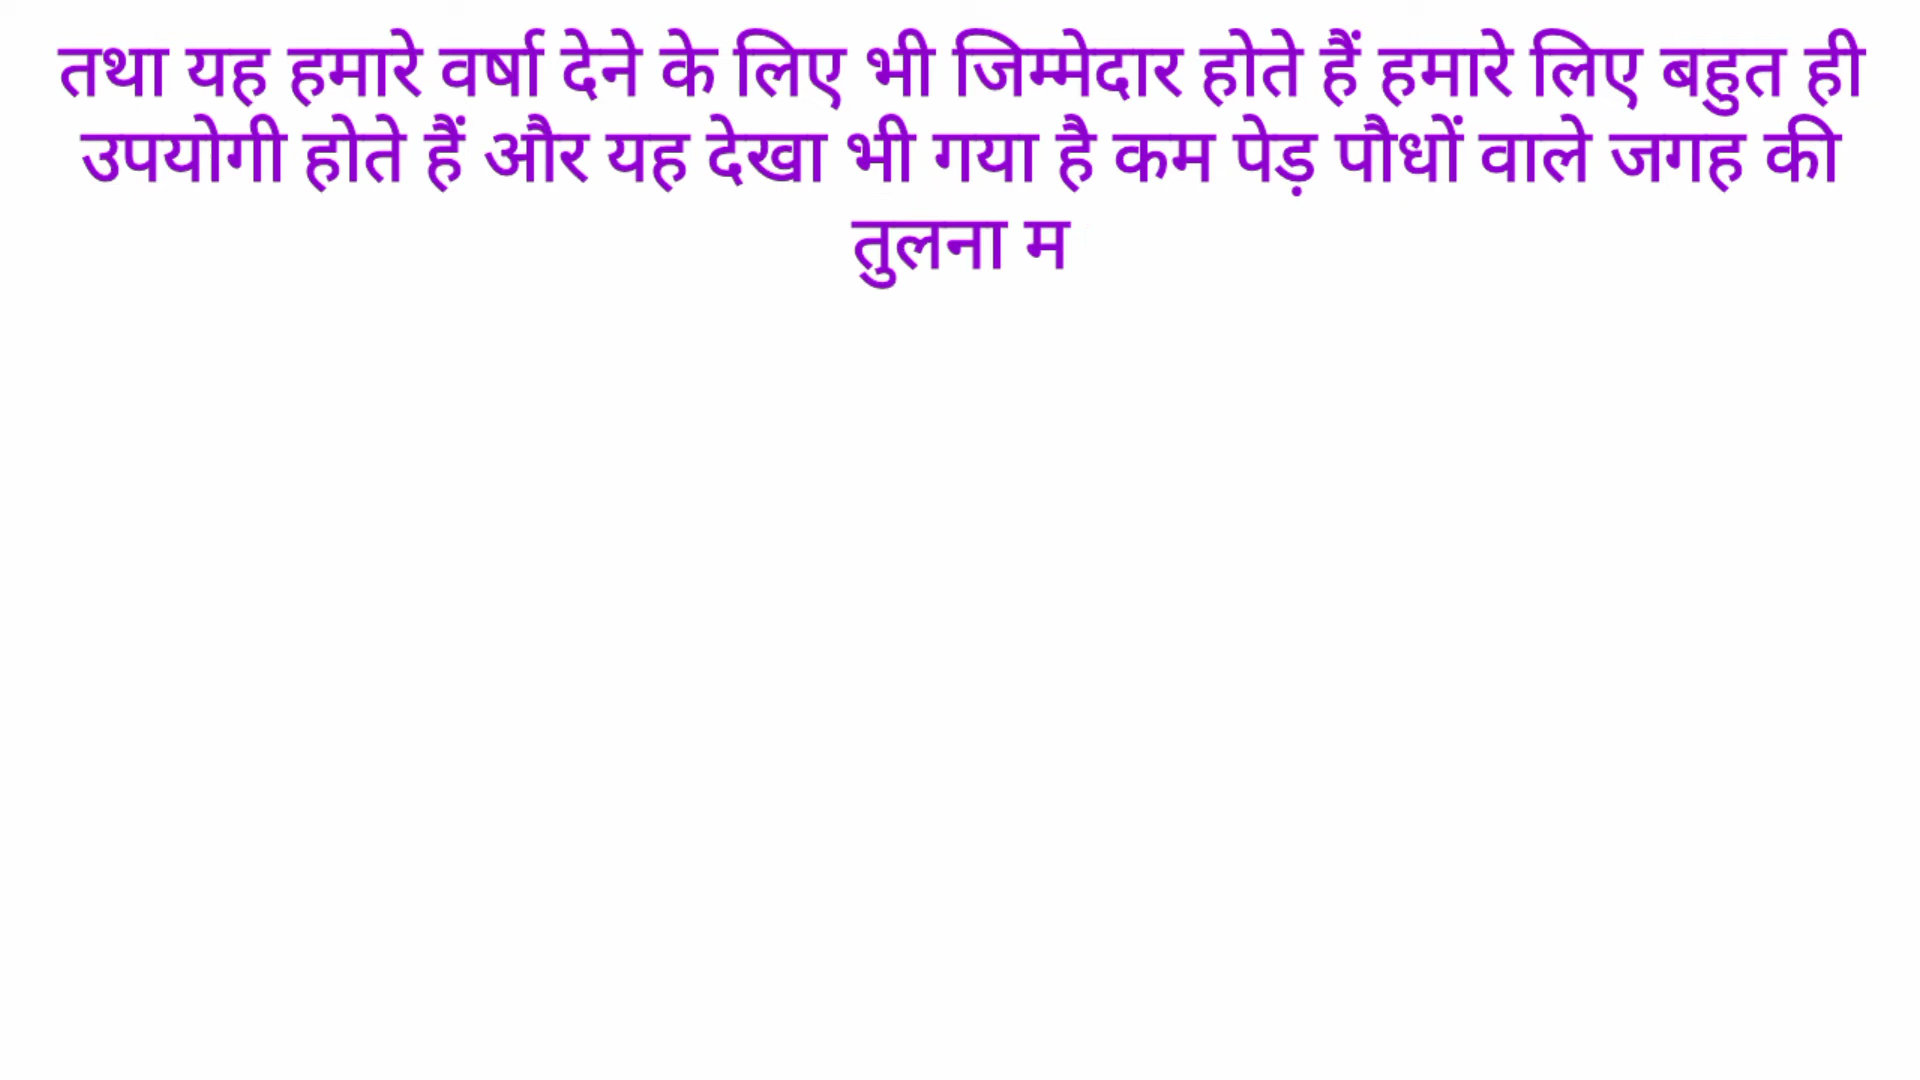 तथा यह हमारे वर्षा देने के लिए भी जिम्मेदार होते हैं हमारे लिए बहुत ही
उपयोगी होते हैं और यह देखा भी गया है कम पेड़ पौधों वाले जगह की
तुलना म